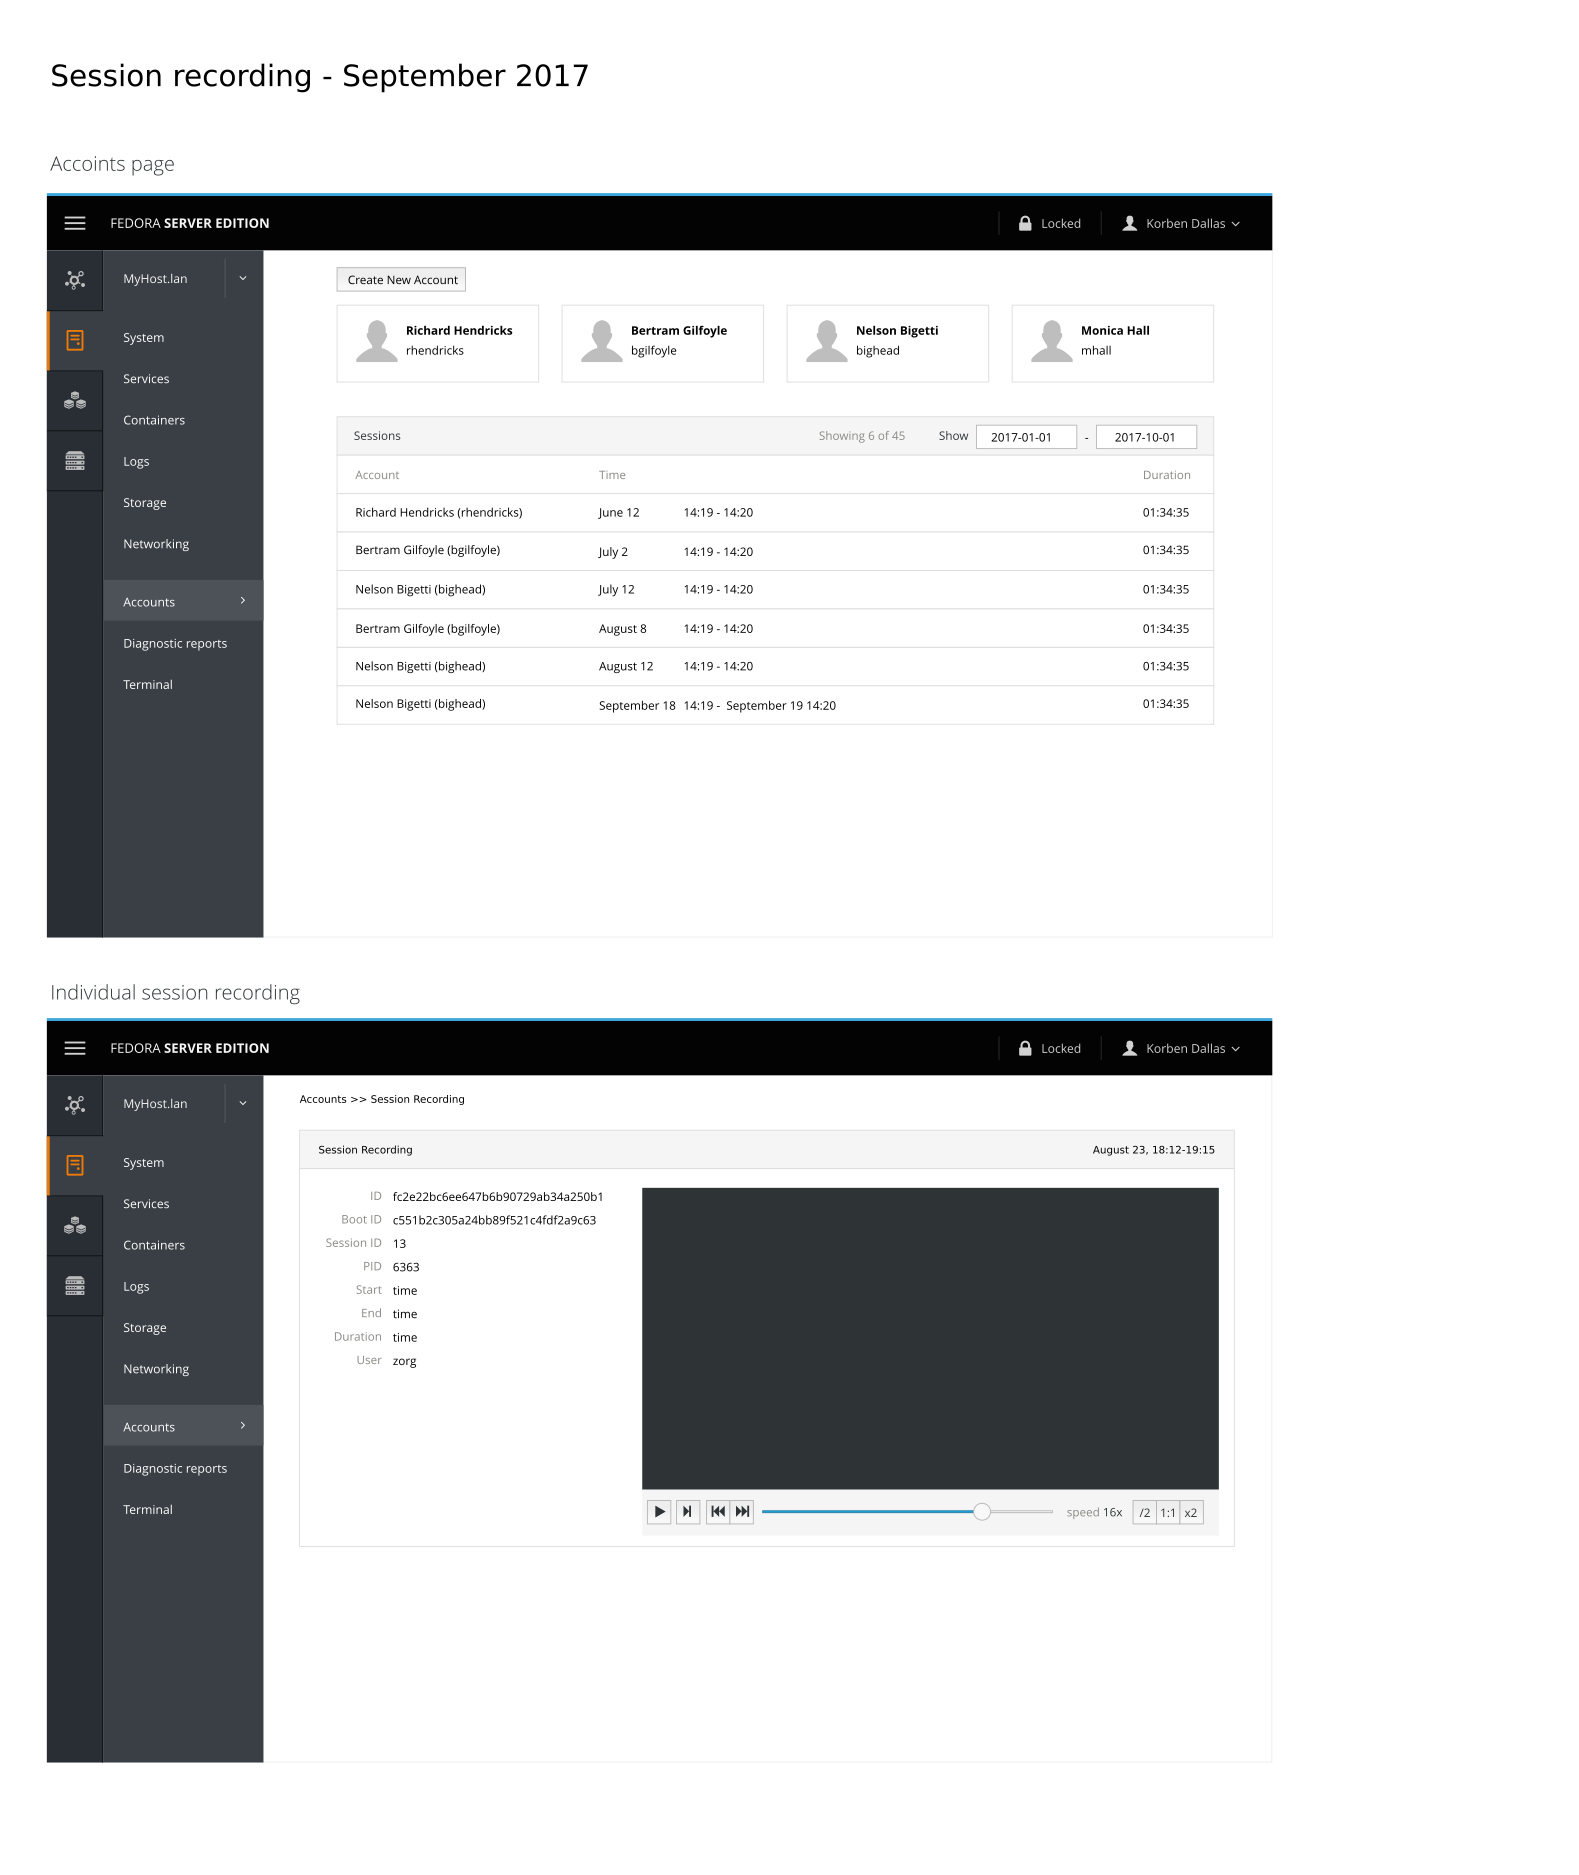 Session recording - September 2017
Accoints page
FEDORA SERVER EDITION
Locked
Korben Dallas
MyHost.lan
System
Services
Containers
Logs
Storage
Networking
Accounts
Diagnostic reports
Terminal
Create New Account
Richard Hendricks
rhendricks
Bertram Gilfoyle
bgilfoyle
Nelson Bigetti
bighead
Monica Hall
mhall
Sessions Showing 6 of 45 Show 2017-01-01 - 2017-10-01
Account Time Duration
Richard Hendricks (rhendricks) June 12 14:19 - 14:20 01:34:35
Bertram Gilfoyle (bgilfoyle) July 2 14:19 - 14:20 01:34:35
Nelson Bigetti (bighead) July 12 14:19 - 14:20 01:34:35
Bertram Gilfoyle (bgilfoyle) August 8 14:19 - 14:20 01:34:35
Nelson Bigetti (bighead) August 12 14:19 - 14:20 01:34:35
Nelson Bigetti (bighead) September 18 14:19 - September 19 14:20 01:34:35
Individual session recording
FEDORA SERVER EDITION
Locked
Korben Dallas
MyHost.lan
System
Services
Containers
Logs
Storage
Networking
Accounts
Diagnostic reports
Terminal
Accounts >> Session Recording
Session Recording August 23, 18:12-19:15
ID fc2e22bc6ee647b6b90729ab34a250b1
Boot ID c551b2c305a24bb89f521c4fdf2a9c63
Session ID 13
PID 6363
Start time
End time
Duration time
User zorg
speed 16x /2 1:1 x2